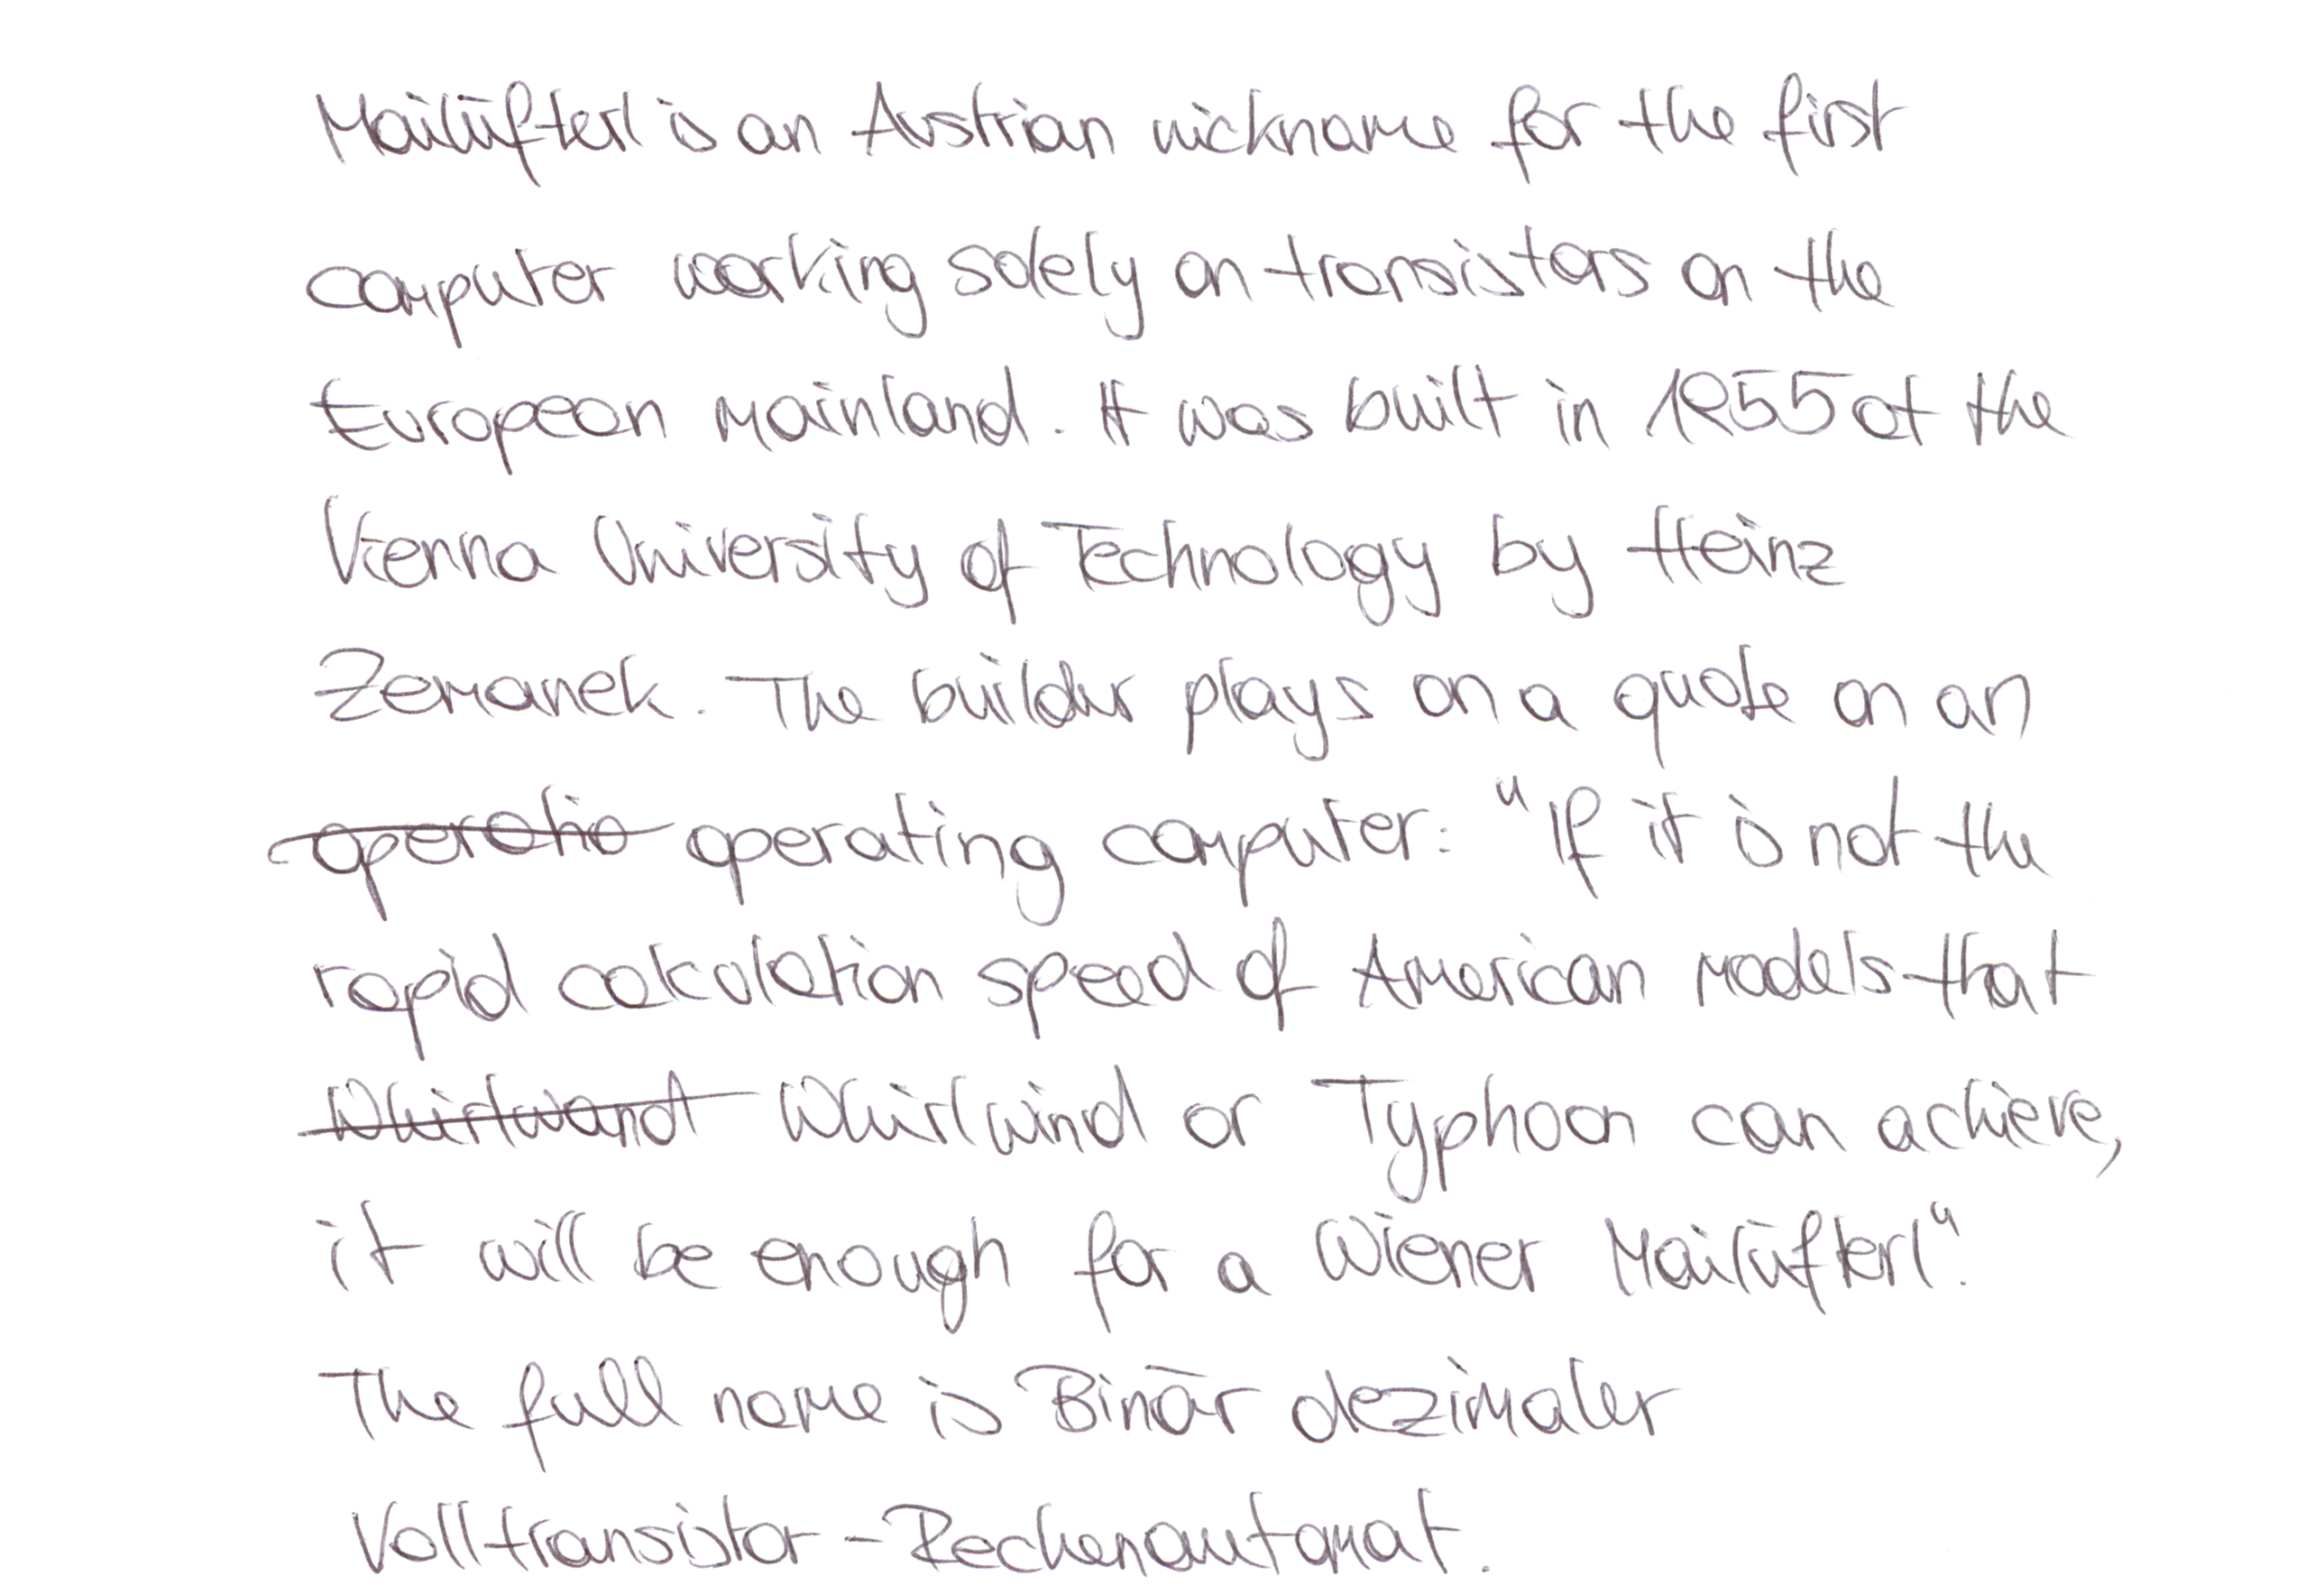 Mailüfterl is an Austrian nickname for the first
computer working solely on transistors on the
European mainland. It was built in 1955 at the
Vienna University of Technology by Heinz
Zemanek. The builder plays on a quote on an
operatio operating computer: "If it is not the
rapid calculation speed of American models that
Whirlwand Whirlwind or Typhoon can achieve,
it will be enough for a Wiener Mailüfterl".
The full name is Binär dezimaler
Volltransistor-Rechenautomat.